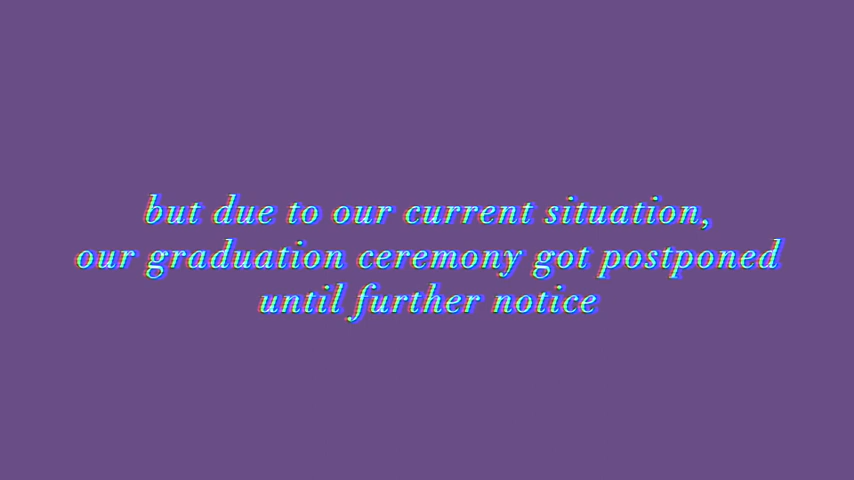 but due to our current situation,
our graduation ceremony got postponed
until further notice